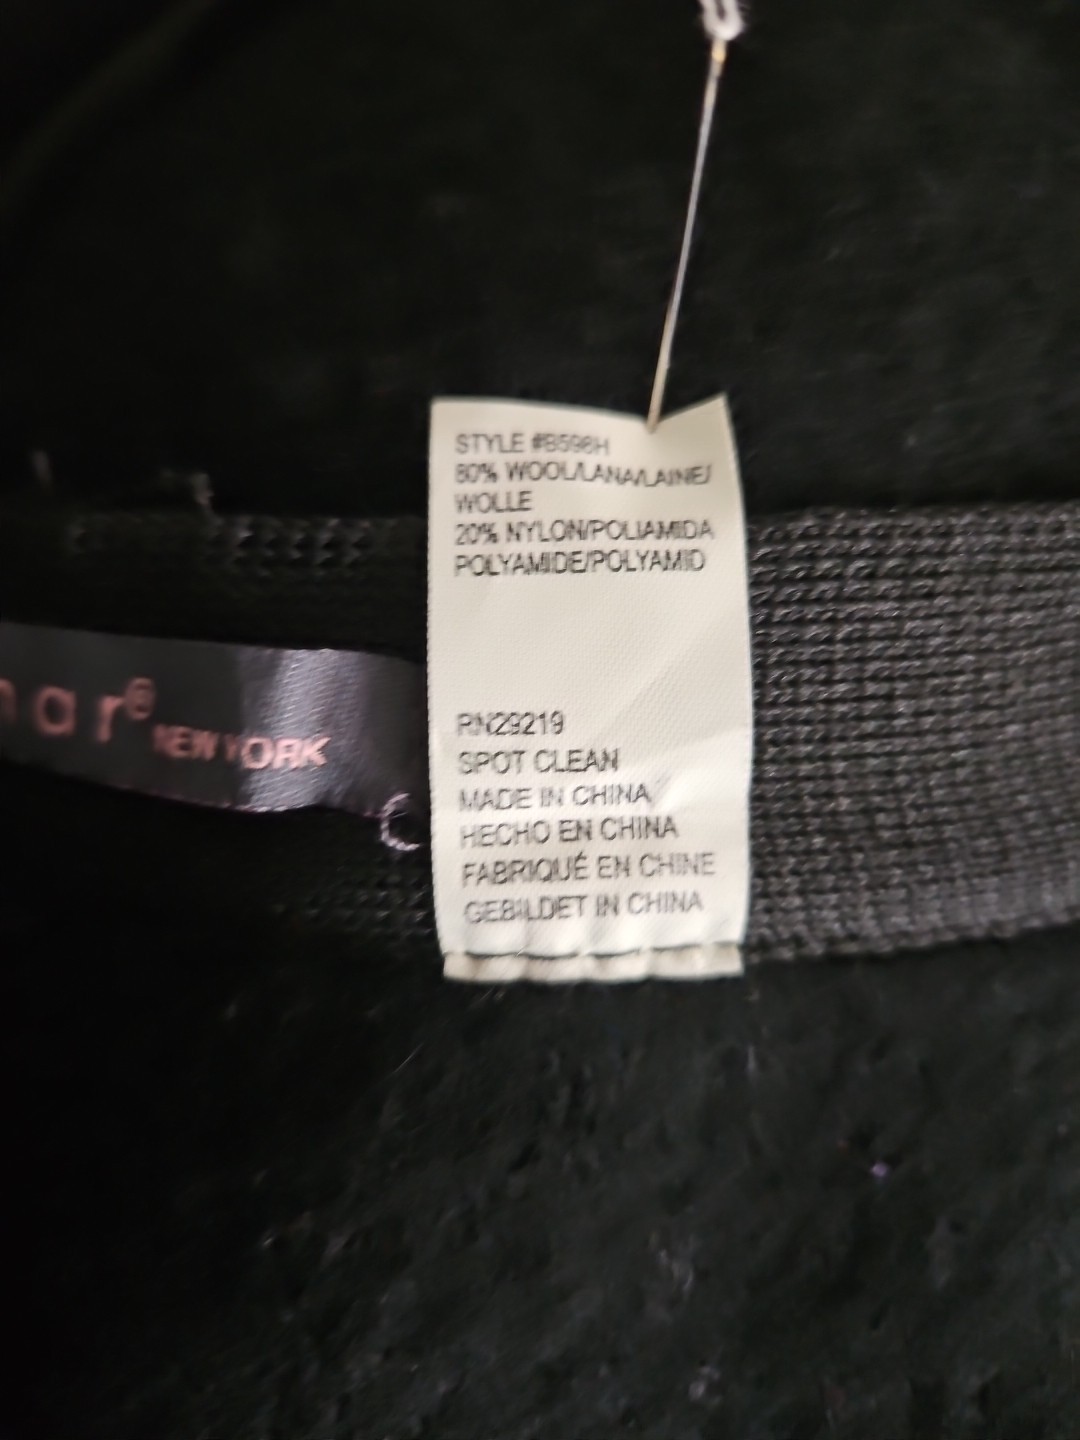 STYLE #B598H
80% WOOL/LANA/LAINE/
WOLLE
20% NYLON/POLIAMIDA
POLYAMIDE/POLYAMID
RN29219
SPOT CLEAN
MADE IN CHINA
HECHO EN CHINA
FABRIQUÉ EN CHINE
GEBILDET IN CHINA
ar®
NEW YORK